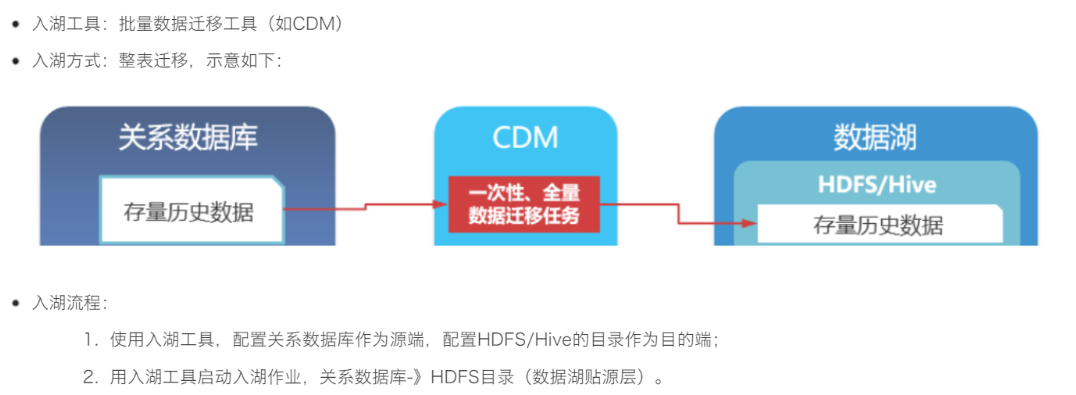 • 入湖工具：批量数据迁移工具（如CDM）
• 入湖方式：整表迁移，示意如下：
关系数据库
CDM
数据湖
HDFS/Hive
存量历史数据
一次性、全量
数据迁移任务
存量历史数据
• 入湖流程：
1. 使用入湖工具，配置关系数据库作为源端，配置HDFS/Hive的目录作为目的端；
2. 用入湖工具启动入湖作业，关系数据库-》HDFS目录（数据湖贴源层）。